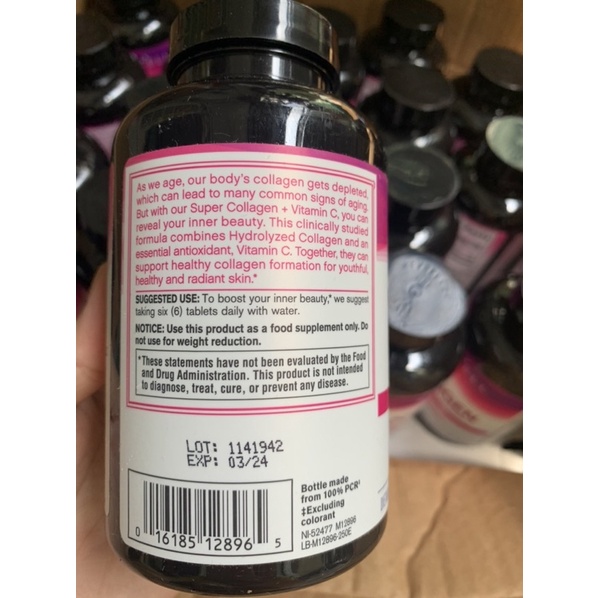 As we age, our body's collagen gets depleted,
which can lead to many common signs of aging.
But with our Super Collagen + Vitamin C, you can
reveal your inner beauty. This clinically studied
formula combines Hydrolyzed Collagen and an
essential antioxidant, Vitamin C. Together, they can
support healthy collagen formation for youthful,
healthy and radiant skin.*
SUGGESTED USE: To boost your inner beauty,* we suggest
taking six (6) tablets daily with water.
NOTICE: Use this product as a food supplement only. Do
not use for weight reduction.
*These statements have not been evaluated by the Food
and Drug Administration. This product is not intended
to diagnose, treat, cure, or prevent any disease.
LOT: 1141942
EXP: 03/24
Bottle made
from 100% PCR‡
‡Excluding
colorant
NI-52477 M12896
LB-M12896-250E
0 16185 12896 5